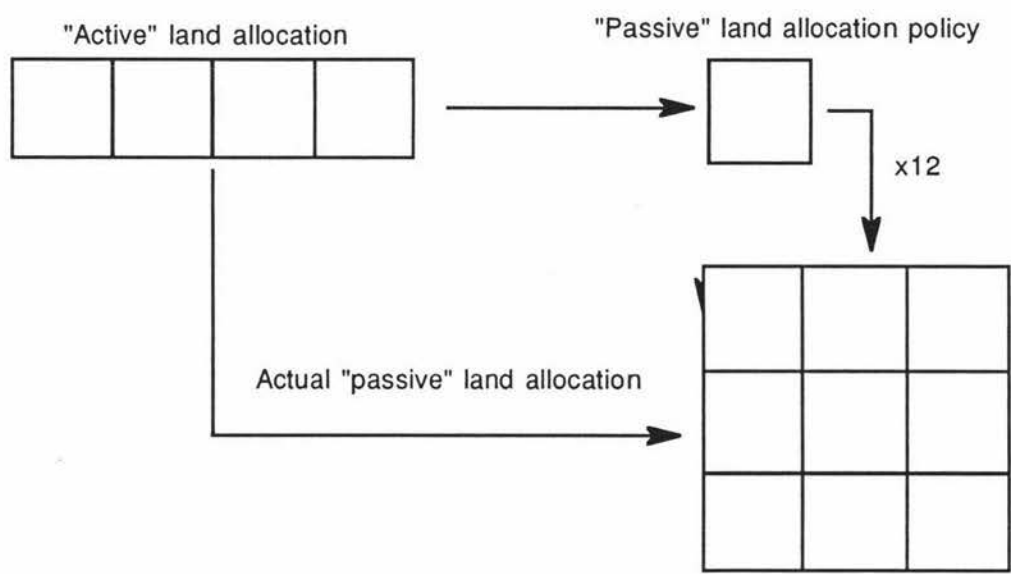 "Active" land allocation
"Passive" land allocation policy
x12
Actual "passive" land allocation